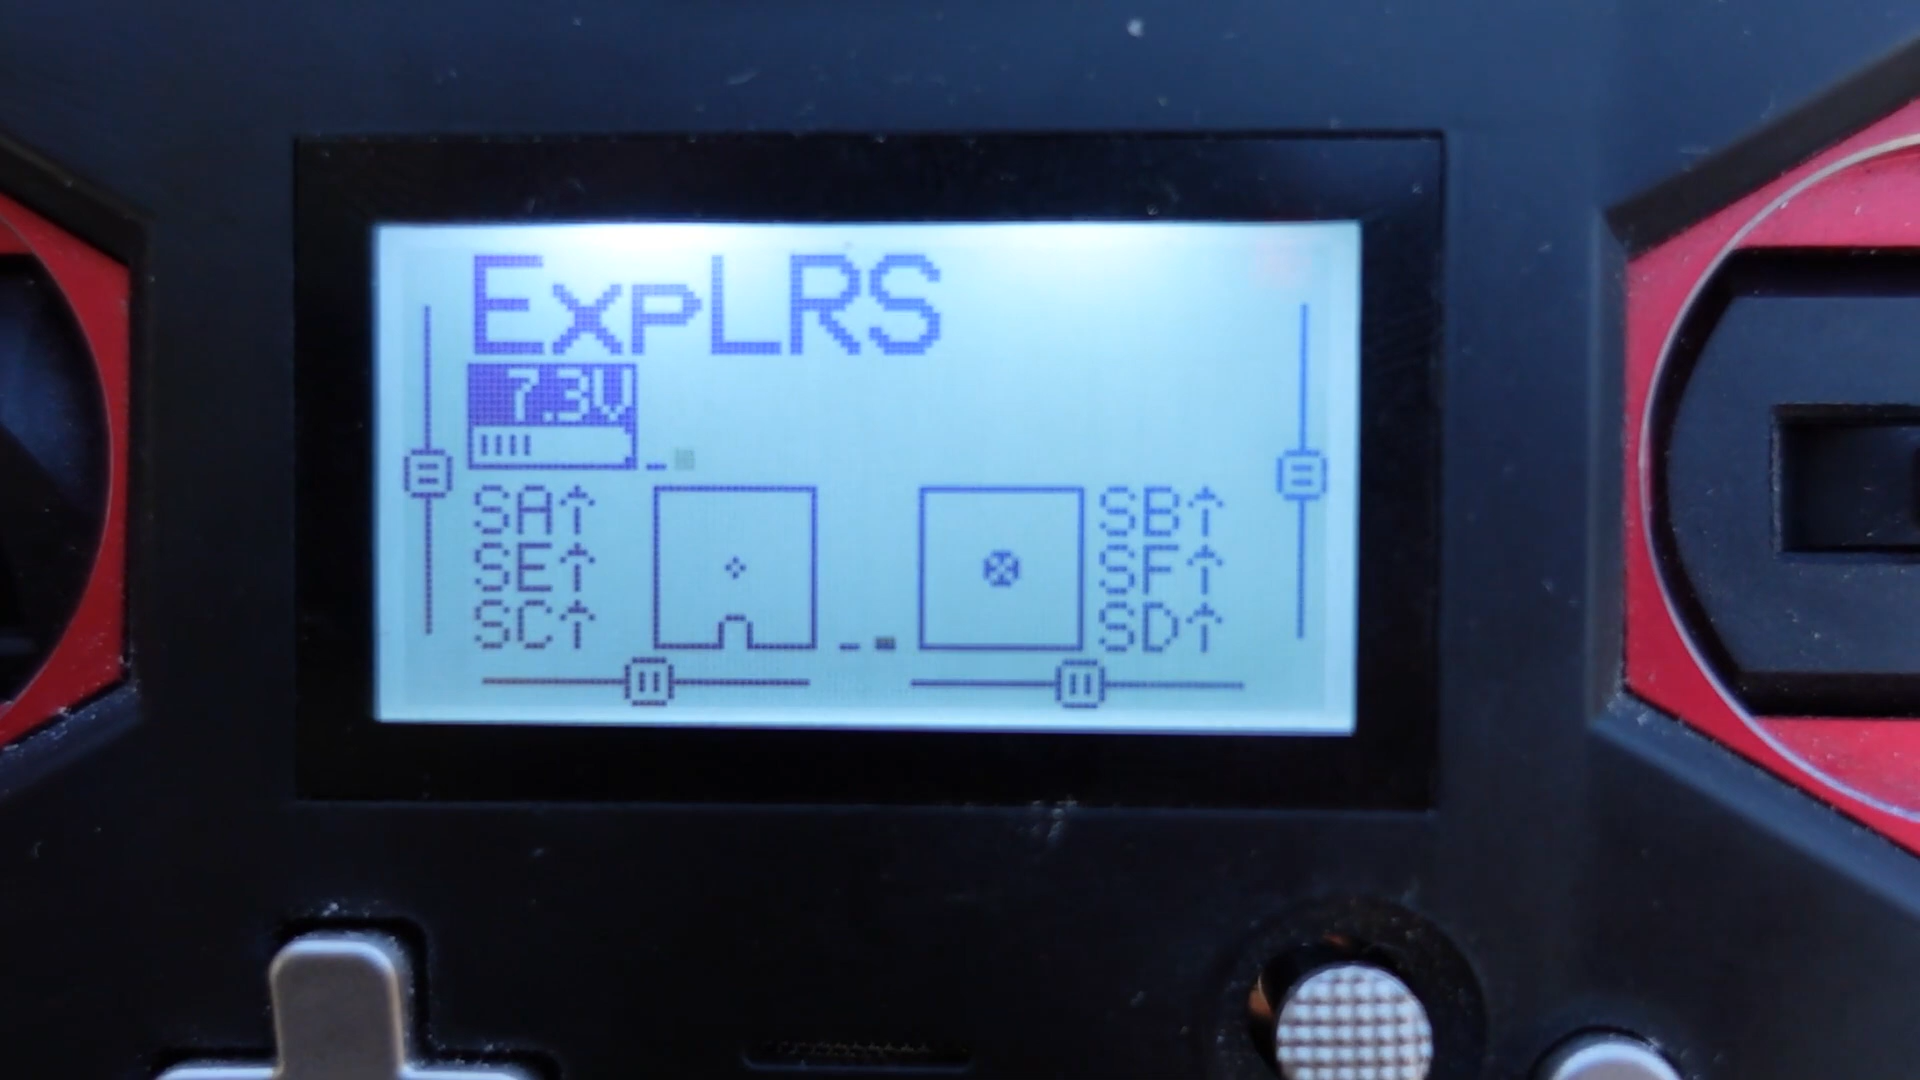 ExpLRS
7.3V
SA↑ SB↑
SE↑ SF↑
SC↑ SD↑